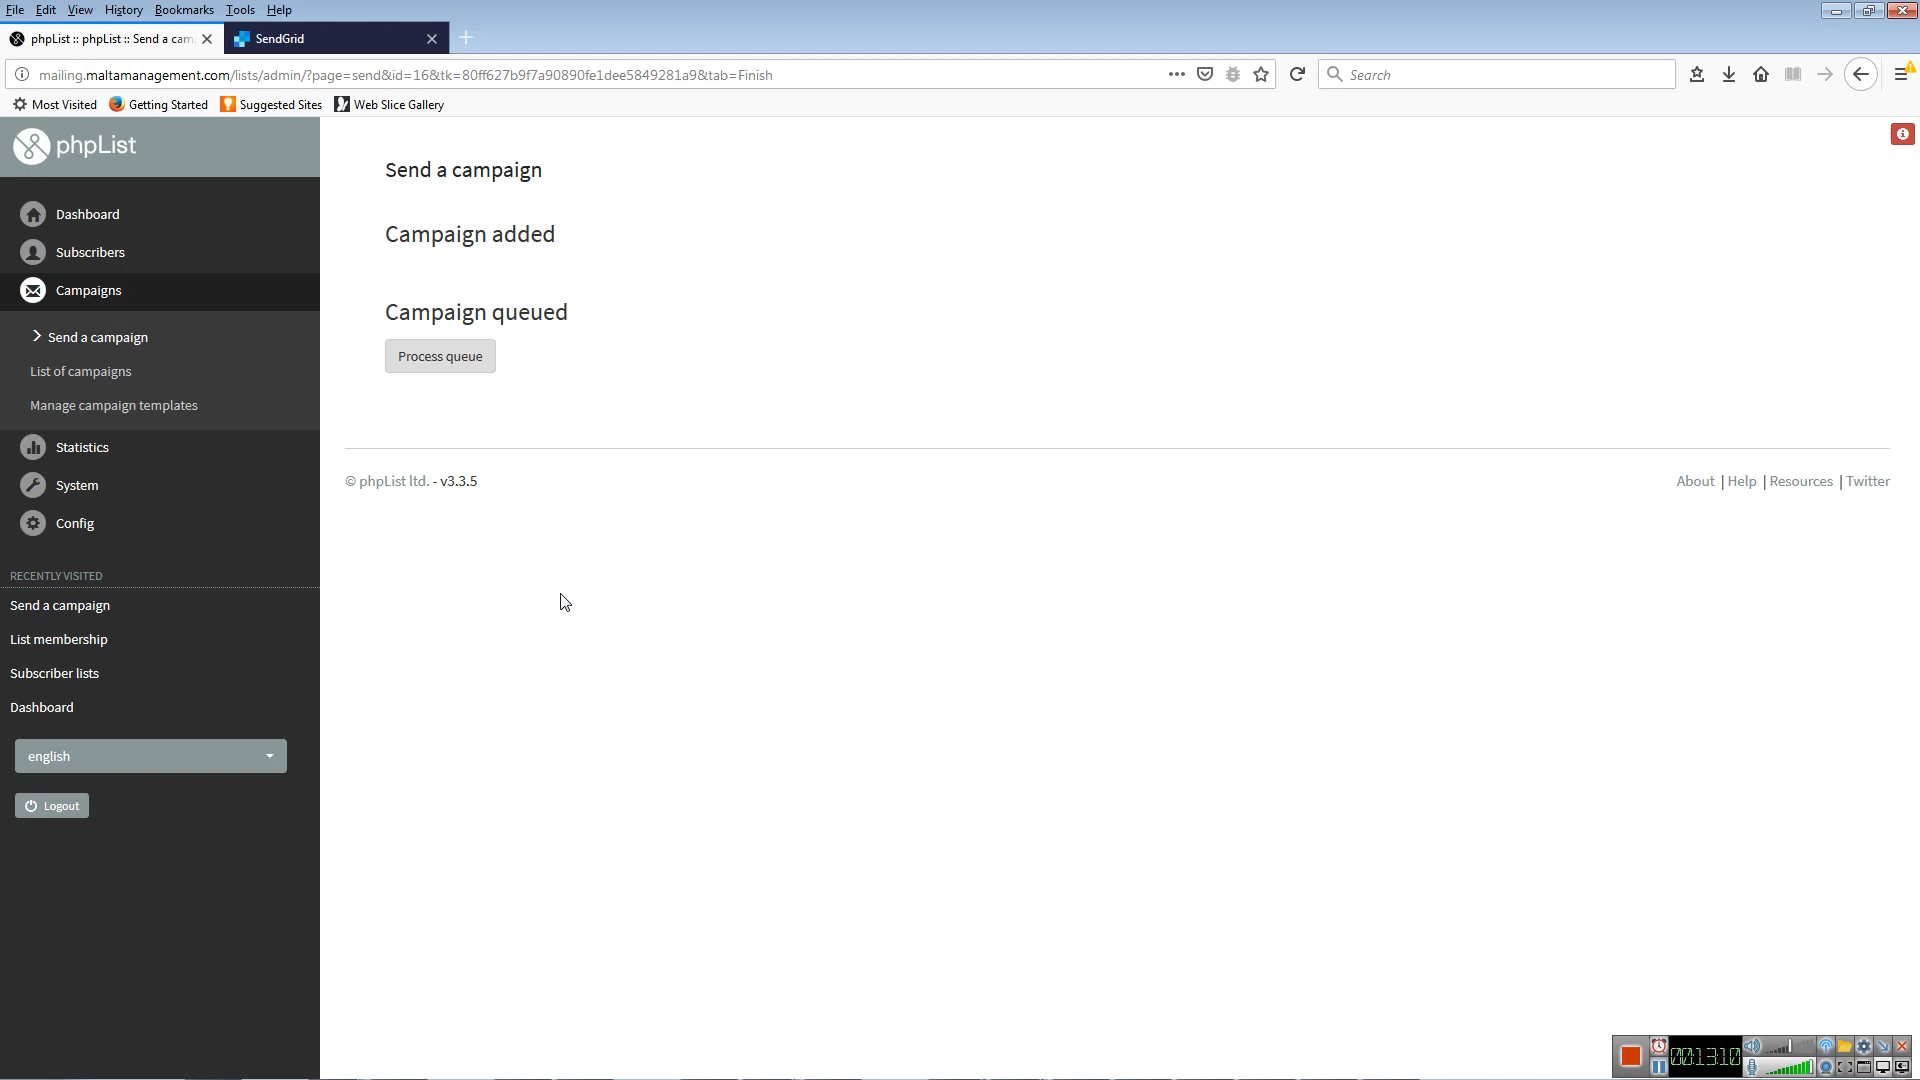 File Edit View History Bookmarks Tools Help
phpList :: phpList :: Send a cam
SendGrid
mailing.maltamanagement.com/lists/admin/?page=send&id=16&tk=80ff627b9f7a90890fe1dee5849281a9&tab=Finish
Search
Most Visited Getting Started Suggested Sites Web Slice Gallery
phpList
Dashboard
Subscribers
Campaigns
Send a campaign
List of campaigns
Manage campaign templates
Statistics
System
Config
RECENTLY VISITED
Send a campaign
List membership
Subscriber lists
Dashboard
english
Logout
Send a campaign
Campaign added
Campaign queued
Process queue
© phpList ltd. - v3.3.5
About | Help | Resources | Twitter
00:13:10